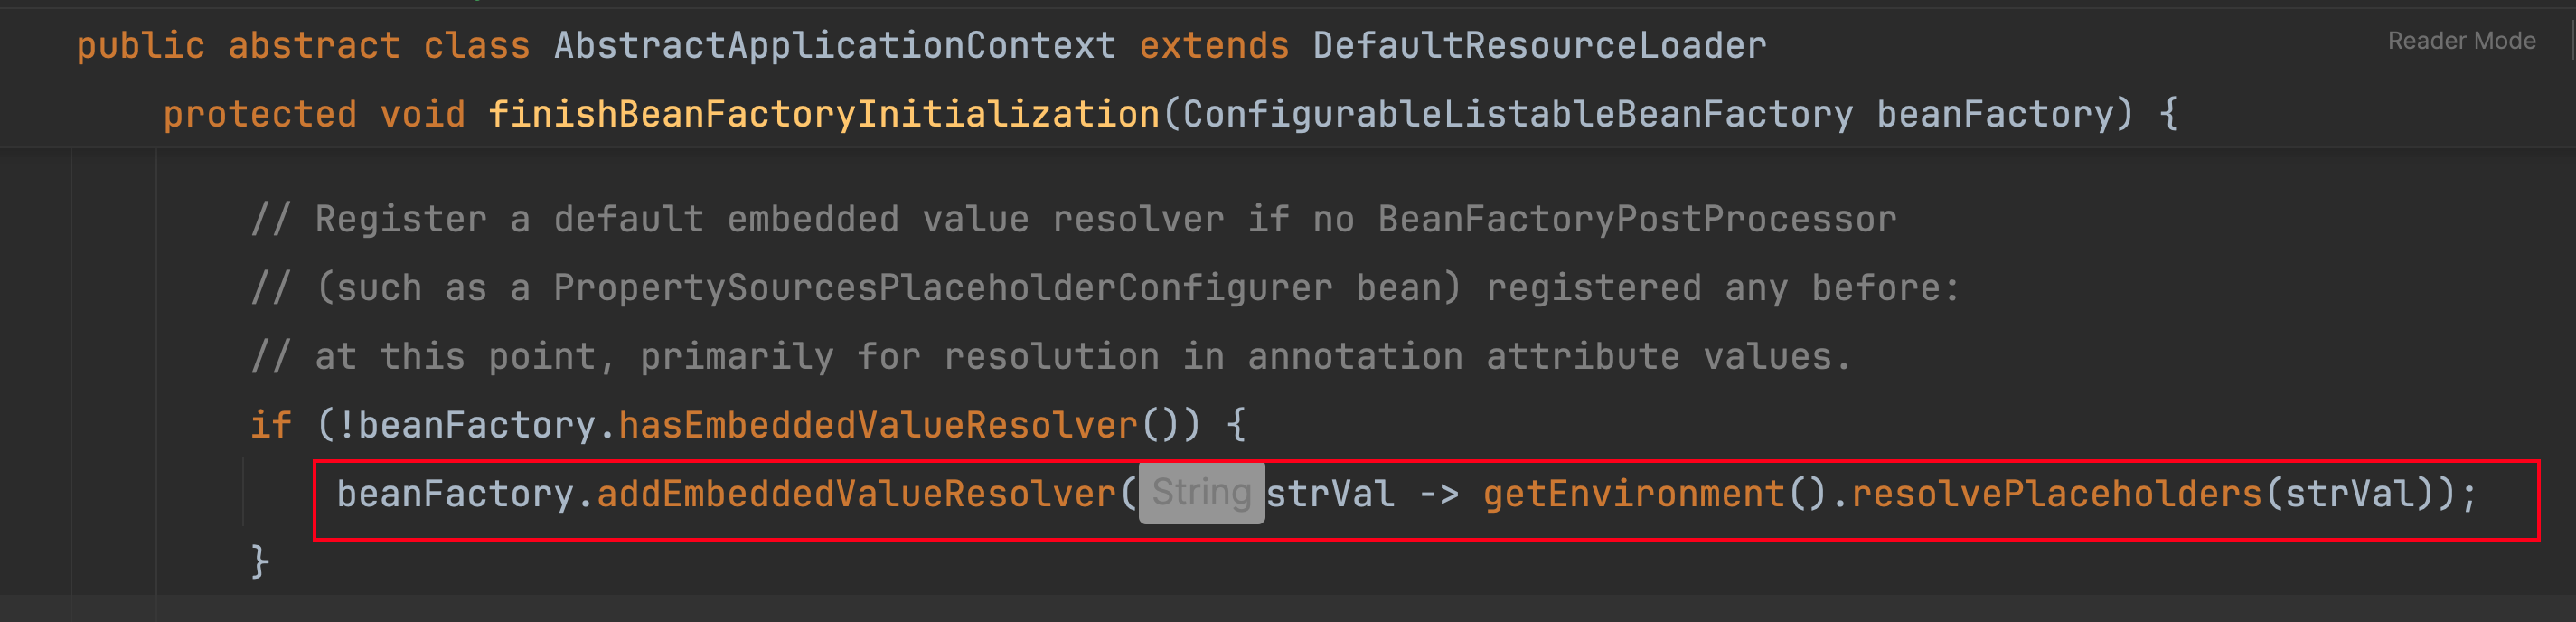 public abstract class AbstractApplicationContext extends DefaultResourceLoader
Reader Mode
protected void finishBeanFactoryInitialization(ConfigurableListableBeanFactory beanFactory) {
// Register a default embedded value resolver if no BeanFactoryPostProcessor
// (such as a PropertySourcesPlaceholderConfigurer bean) registered any before:
// at this point, primarily for resolution in annotation attribute values.
if (!beanFactory.hasEmbeddedValueResolver()) {
beanFactory.addEmbeddedValueResolver(String strVal -> getEnvironment().resolvePlaceholders(strVal));
}